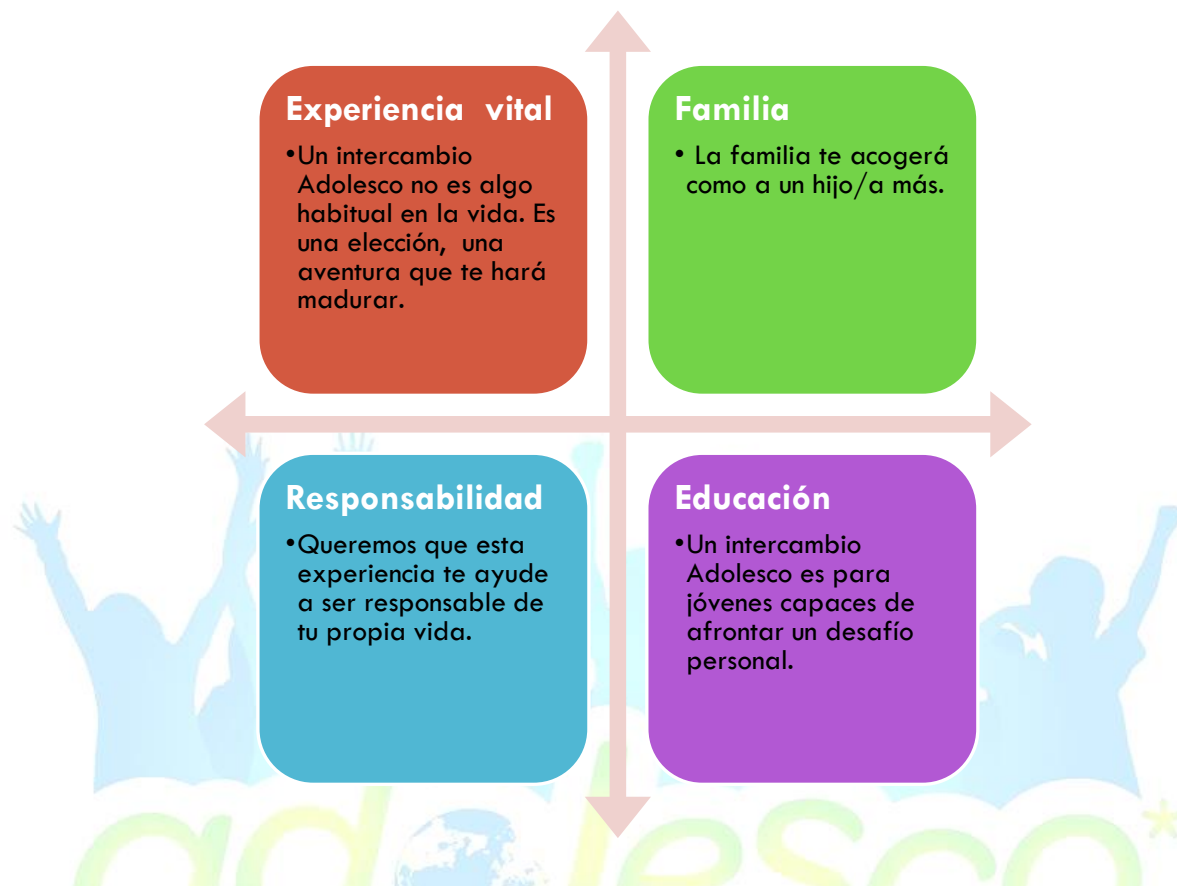 Experiencia vital
•Un intercambio
Adolesco no es algo
habitual en la vida. Es
una elección, una
aventura que te hará
madurar.
Familia
• La familia te acogerá
como a un hijo/a más.
Responsabilidad
•Queremos que esta
experiencia te ayude
a ser responsable de
tu propia vida.
Educación
•Un intercambio
Adolesco es para
jóvenes capaces de
afrontar un desafío
personal.
adolesco*